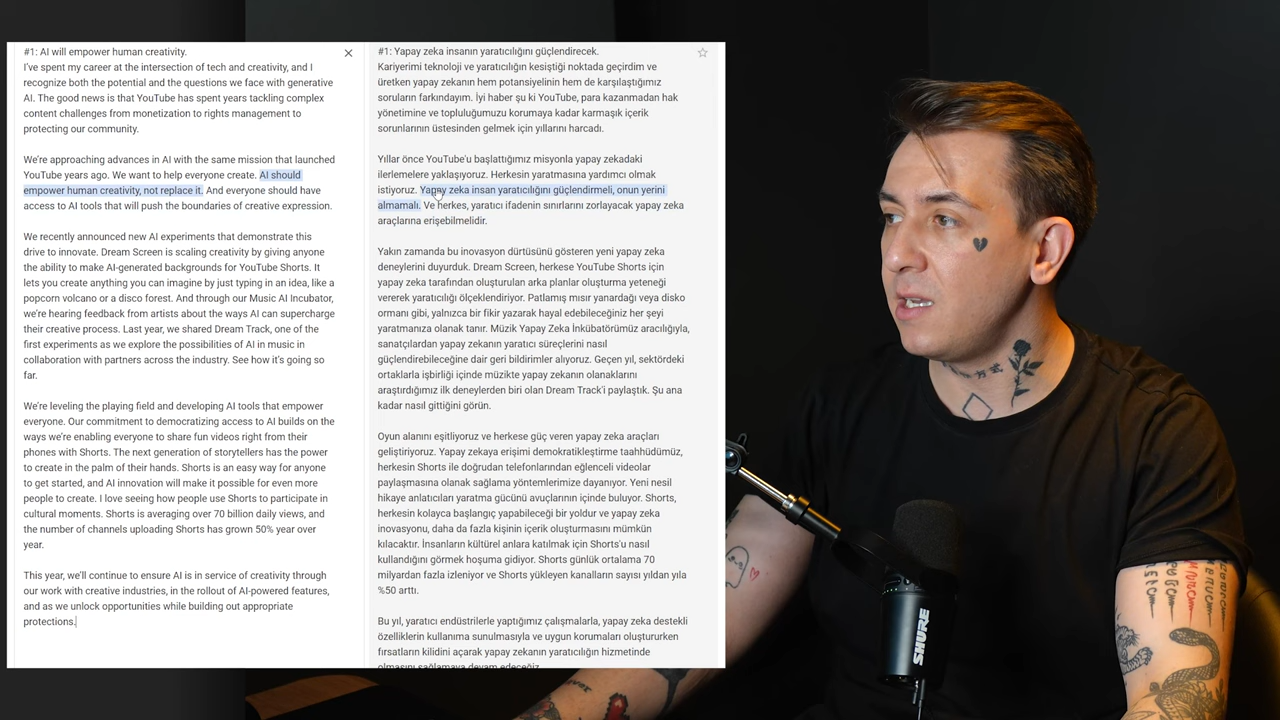 #1: AI will empower human creativity.
I've spent my career at the intersection of tech and creativity, and I
recognize both the potential and the questions we face with generative
AI. The good news is that YouTube has spent years tackling complex
content challenges from monetization to rights management to
protecting our community.
We're approaching advances in AI with the same mission that launched
YouTube years ago. We want to help everyone create. AI should
empower human creativity, not replace it. And everyone should have
access to AI tools that will push the boundaries of creative expression.
We recently announced new AI experiments that demonstrate this
drive to innovate. Dream Screen is scaling creativity by giving anyone
the ability to make AI-generated backgrounds for YouTube Shorts. It
lets you create anything you can imagine by just typing in an idea, like a
popcorn volcano or a disco forest. And through our Music AI Incubator,
we're hearing feedback from artists about the ways AI can supercharge
their creative process. Last year, we shared Dream Track, one of the
first experiments as we explore the possibilities of AI in music in
collaboration with partners across the industry. See how it's going so
far.
We're leveling the playing field and developing AI tools that empower
everyone. Our commitment to democratizing access to AI builds on the
ways we're enabling everyone to share fun videos right from their
phones with Shorts. The next generation of storytellers has the power
to create in the palm of their hands. Shorts is an easy way for anyone
to get started, and AI innovation will make it possible for even more
people to create. I love seeing how people use Shorts to participate in
cultural moments. Shorts is averaging over 70 billion daily views, and
the number of channels uploading Shorts has grown 50% year over
year.
This year, we'll continue to ensure AI is in service of creativity through
our work with creative industries, in the rollout of AI-powered features,
and as we unlock opportunities while building out appropriate
protections.
#1: Yapay zeka insanın yaratıcılığını güçlendirecek.
Kariyerimi teknoloji ve yaratıcılığın kesiştiği noktada geçirdim ve
üretken yapay zekanın hem potansiyelinin hem de karşılaştığımız
soruların farkındayım. İyi haber şu ki YouTube, para kazanmadan hak
yönetimine ve topluluğumuzu korumaya kadar karmaşık içerik
sorunlarının üstesinden gelmek için yıllarını harcadı.
Yıllar önce YouTube'u başlattığımız misyonla yapay zekadaki
ilerlemelere yaklaşıyoruz. Herkesin yaratmasına yardımcı olmak
istiyoruz. Yapay zeka insan yaratıcılığını güçlendirmeli, onun yerini
almamalı. Ve herkes, yaratıcı ifadenin sınırlarını zorlayacak yapay zeka
araçlarına erişebilmelidir.
Yakın zamanda bu inovasyon dürtüsünü gösteren yeni yapay zeka
deneylerini duyurduk. Dream Screen, herkese YouTube Shorts için
yapay zeka tarafından oluşturulan arka planlar oluşturma yeteneği
vererek yaratıcılığı ölçeklendiriyor. Patlamış mısır yanardağı veya disko
ormanı gibi, yalnızca bir fikir yazarak hayal edebileceğiniz her şeyi
yaratmanıza olanak tanır. Müzik Yapay Zeka İnkübatörümüz aracılığıyla,
sanatçılardan yapay zekanın yaratıcı süreçlerini nasıl
güçlendirebileceğine dair geri bildirimler alıyoruz. Geçen yıl, sektördeki
ortaklarla işbirliği içinde müzikte yapay zekanın olanaklarını
araştırdığımız ilk deneylerden biri olan Dream Track'i paylaştık. Şu ana
kadar nasıl gittiğini görün.
Oyun alanını eşitliyoruz ve herkese güç veren yapay zeka araçları
geliştiriyoruz. Yapay zekaya erişimi demokratikleştirme taahhüdümüz,
herkesin Shorts ile doğrudan telefonlarından eğlenceli videolar
paylaşmasına olanak sağlama yöntemlerimize dayanıyor. Yeni nesil
hikaye anlatıcıları yaratma gücünü avuçlarının içinde buluyor. Shorts,
herkesin kolayca başlangıç yapabileceği bir yoldur ve yapay zeka
inovasyonu, daha da fazla kişinin içerik oluşturmasını mümkün
kılacaktır. İnsanların kültürel anlara katılmak için Shorts'u nasıl
kullandığını görmek hoşuma gidiyor. Shorts günlük ortalama 70
milyardan fazla izleniyor ve Shorts yükleyen kanalların sayısı yıldan yıla
%50 arttı.
Bu yıl, yaratıcı endüstrilerle yaptığımız çalışmalarla, yapay zeka destekli
özelliklerin kullanıma sunulmasıyla ve uygun korumaları oluştururken
fırsatların kilidini açarak yapay zekanın yaratıcılığın hizmetinde
olmasını sağlamaya devam edeceğiz.
SHURE